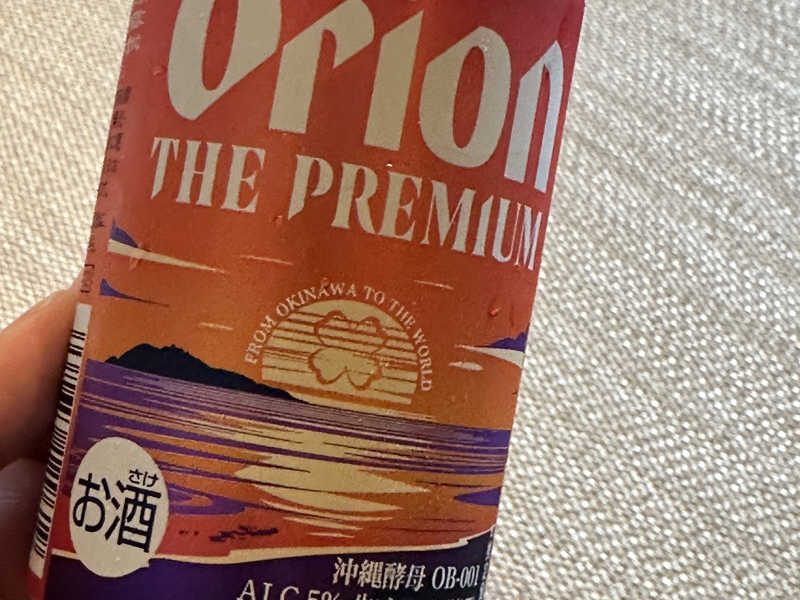 Orion
THE PREMIUM
FROM OKINAWA TO THE WORLD
さけ
お酒
沖縄酵母 OB-001
ALC.5%